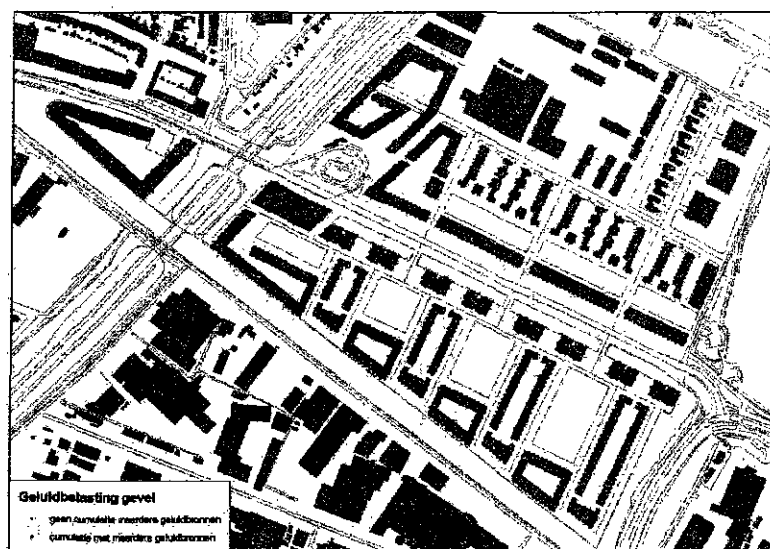 Geluidbelasting gevel
geen cumulatie meerdere geluidbronnen
cumulatie met meerdere geluidbronnen